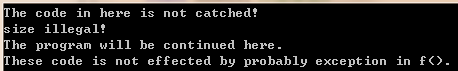 The code in here is not catched!
size illegal!
The program will be continued here.
These code is not effected by probably exception in f().